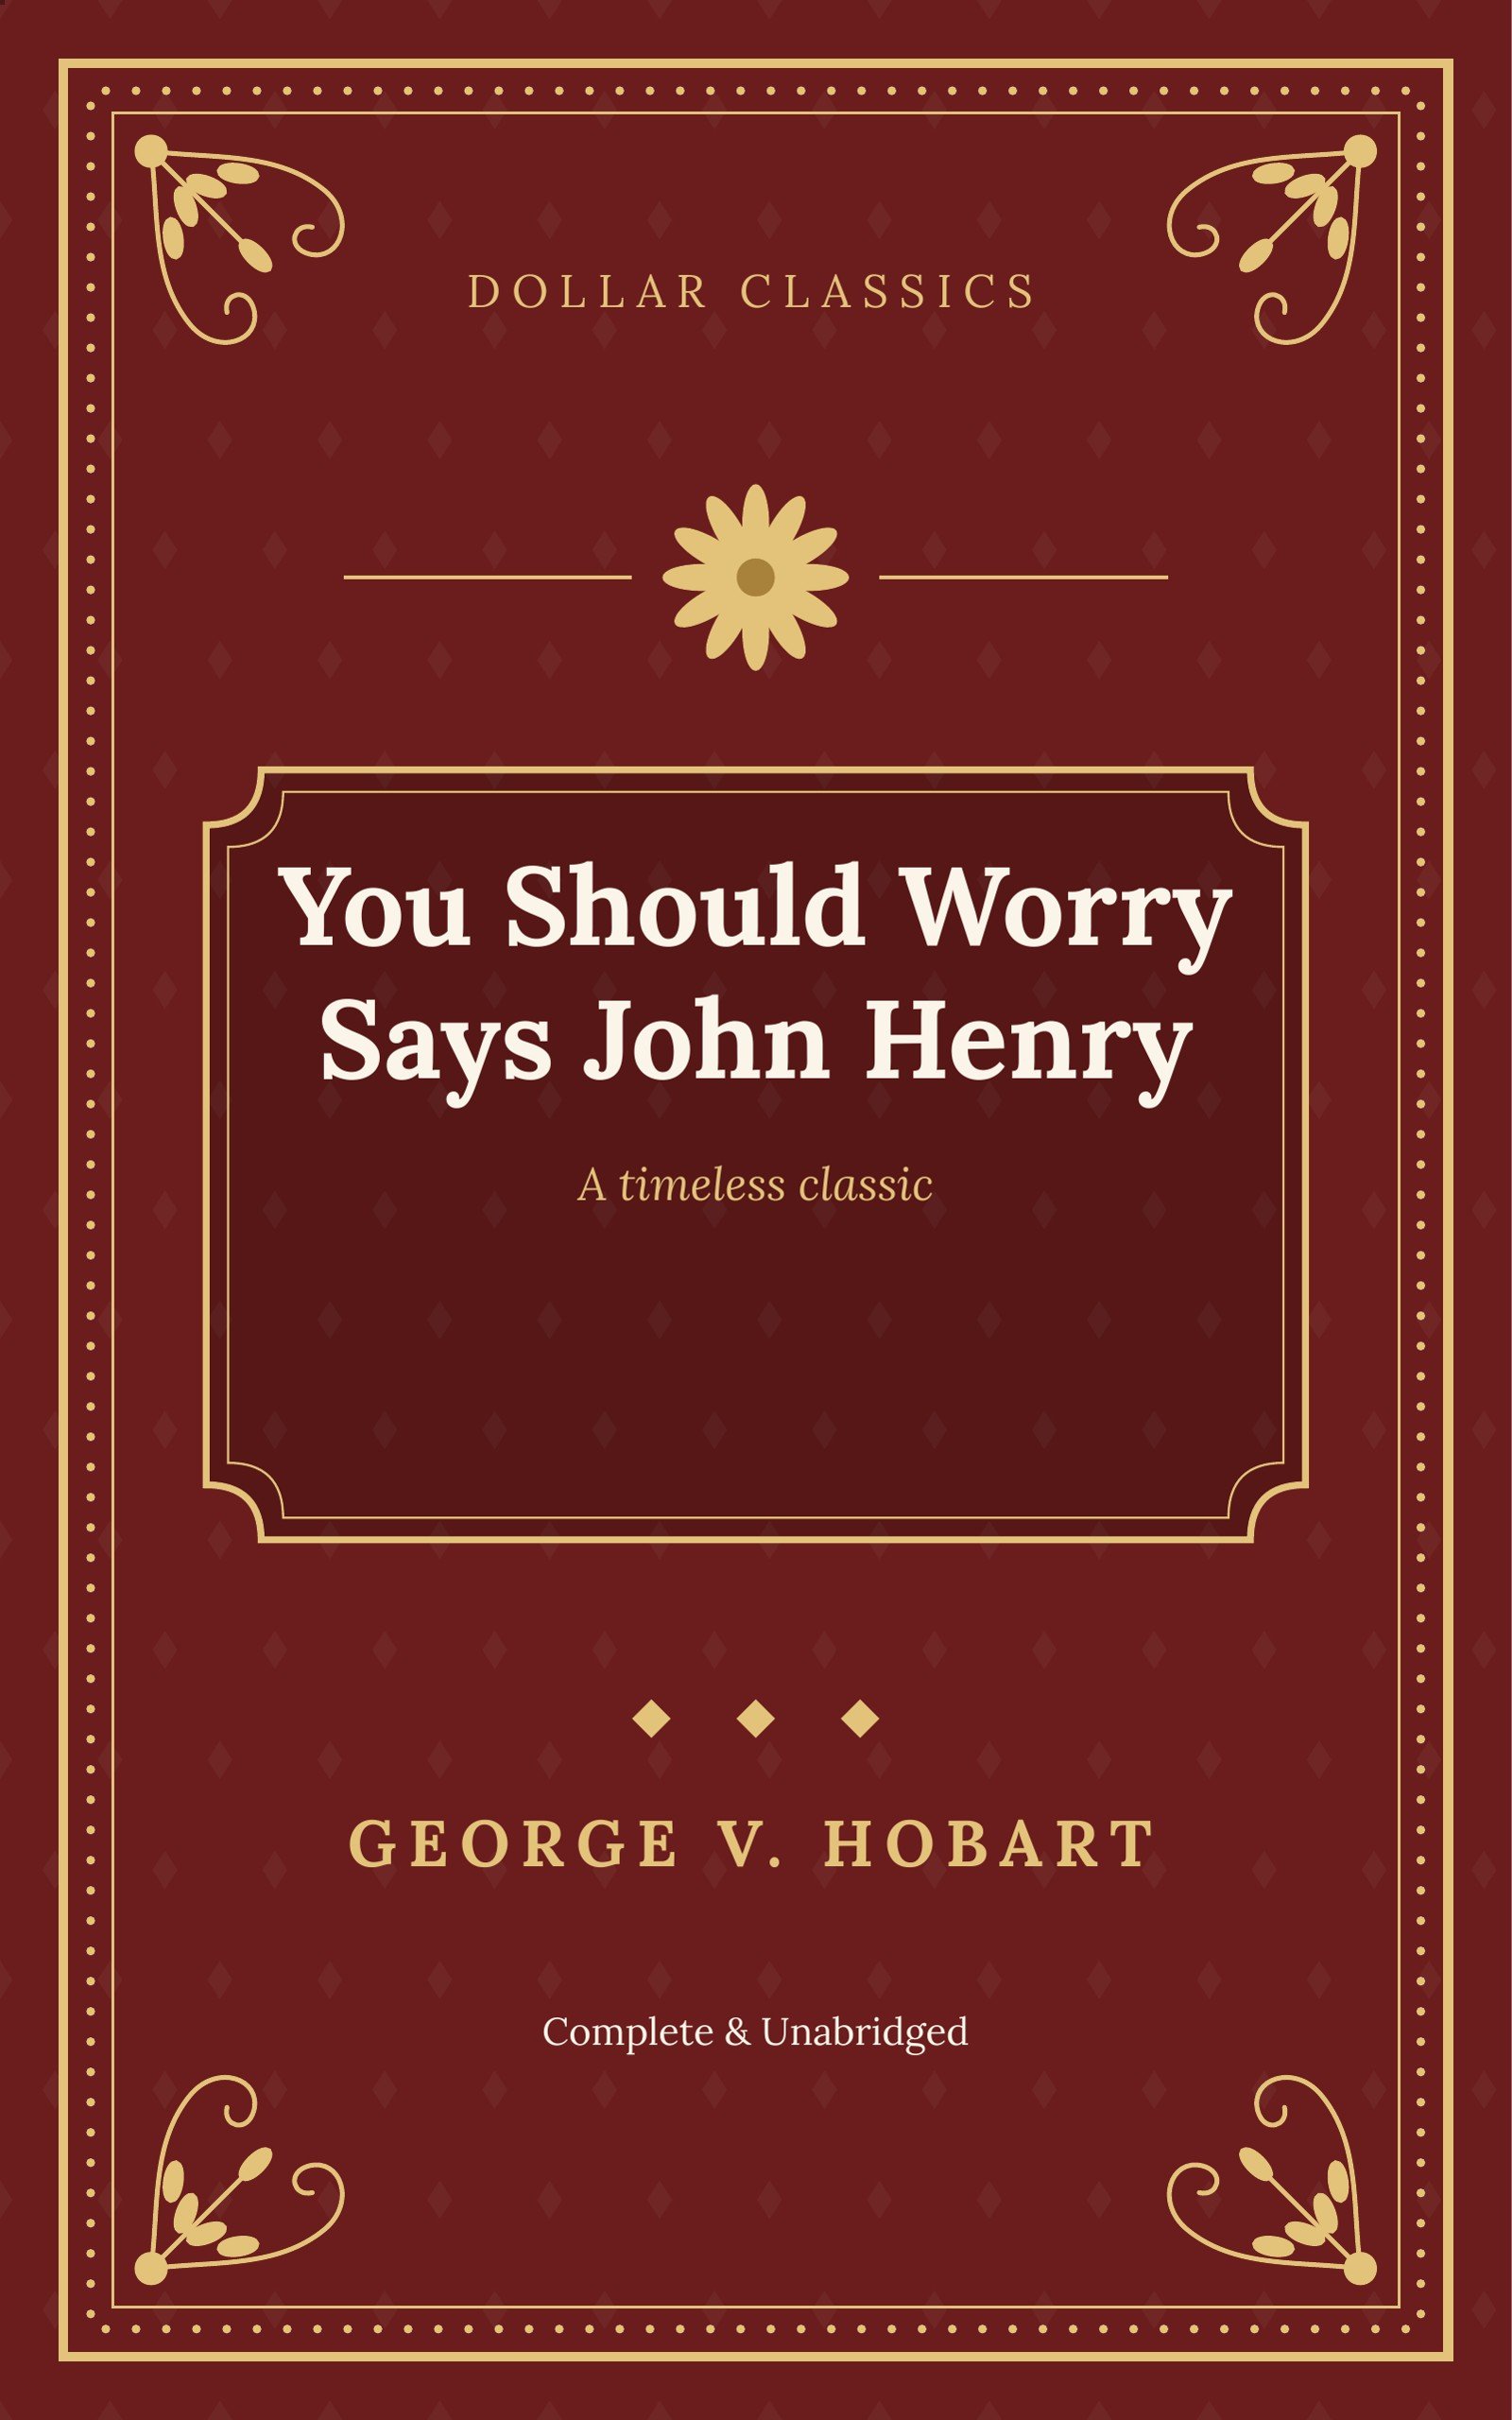 DOLLAR CLASSICS
You Should Worry
Says John Henry
A timeless classic
GEORGE V. HOBART
Complete & Unabridged